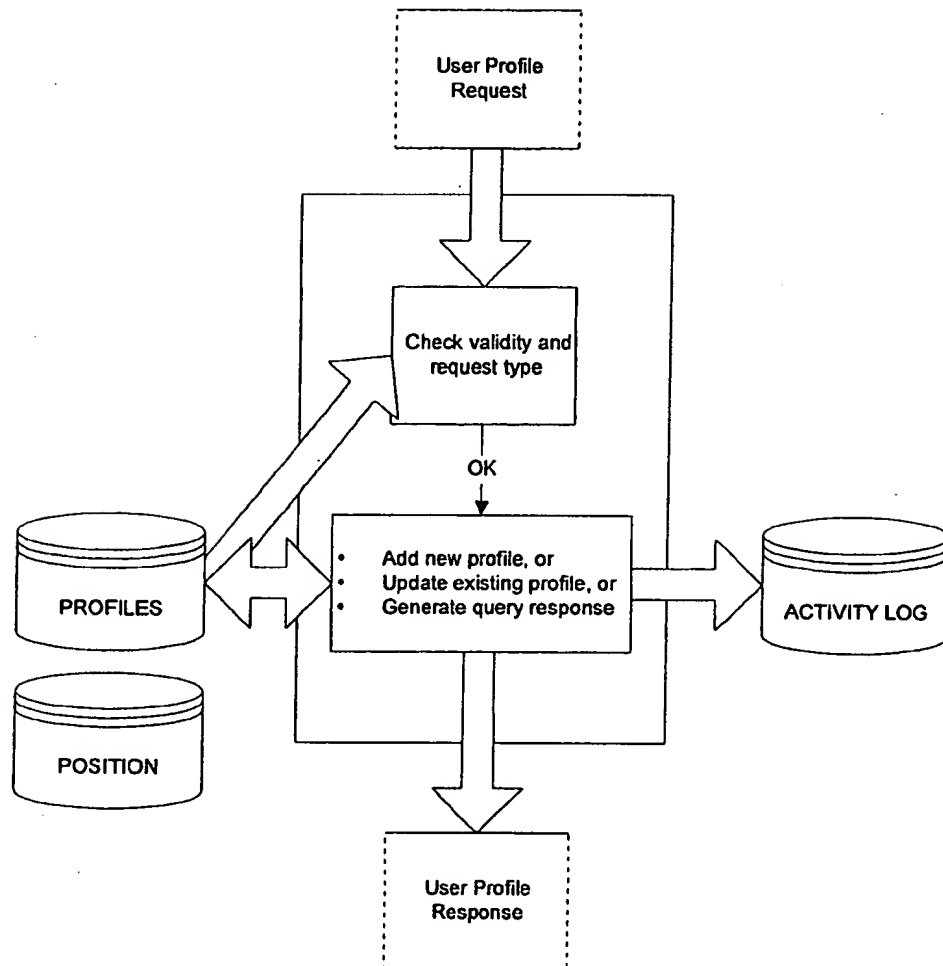 User Profile
Request
Check validity and
request type
OK
• Add new profile, or
• Update existing profile, or
• Generate query response
PROFILES
ACTIVITY LOG
POSITION
User Profile
Response